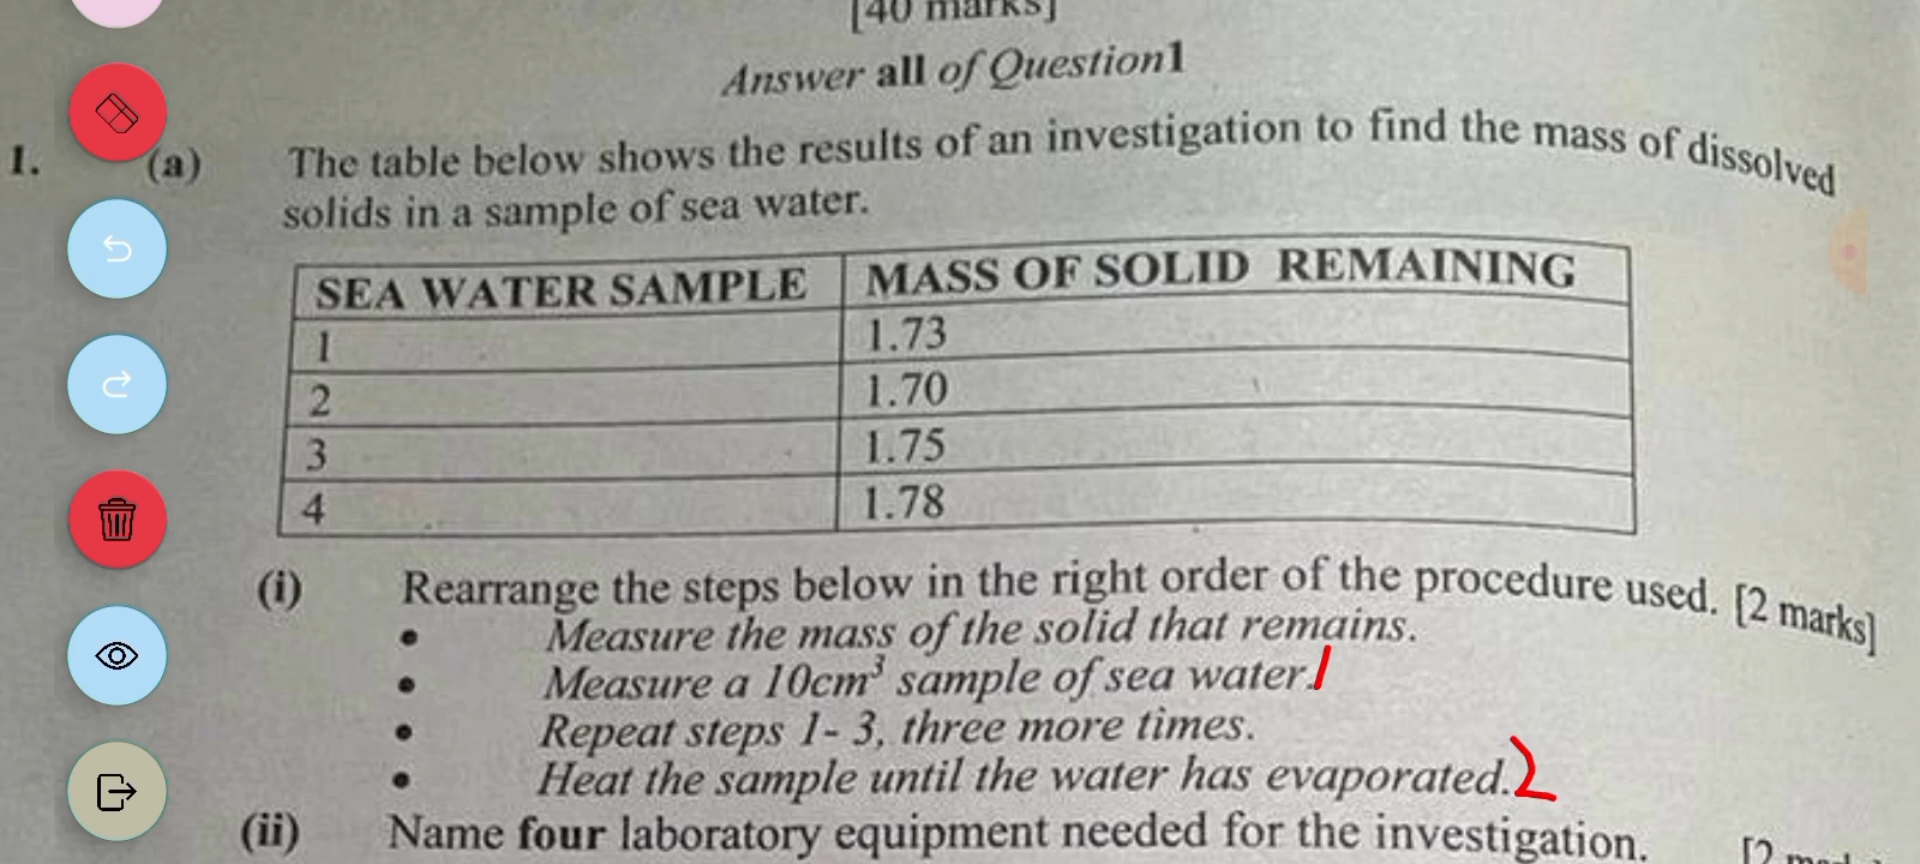 [40 marks]
Answer all of Question1
1. (a) The table below shows the results of an investigation to find the mass of dissolved
solids in a sample of sea water.
SEA WATER SAMPLE MASS OF SOLID REMAINING
1 1.73
2 1.70
3 1.75
4 1.78
(i) Rearrange the steps below in the right order of the procedure used. [2 marks]
• Measure the mass of the solid that remains.
• Measure a 10cm³ sample of sea water. 1
• Repeat steps 1- 3, three more times.
• Heat the sample until the water has evaporated. 2
(ii) Name four laboratory equipment needed for the investigation. [2